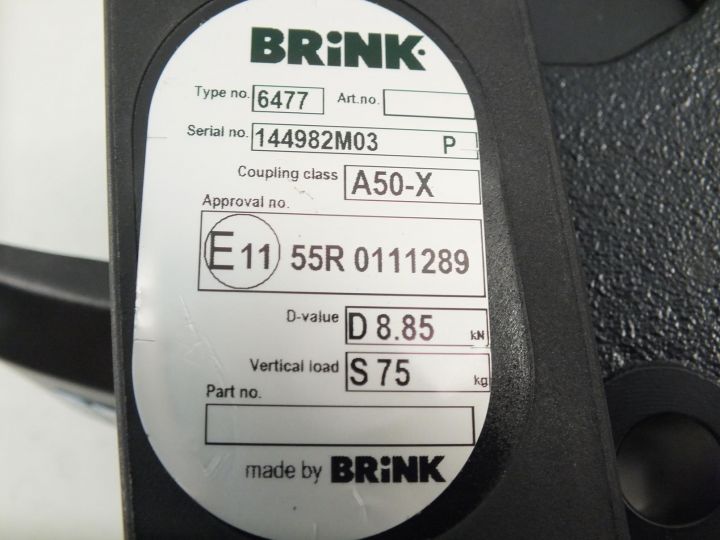 BRiNK
Type no. 6477 Art.no.
Serial no. 144982M03 P
Coupling class A50-X
Approval no.
E11 55R 0111289
D-value D 8.85 kN
Vertical load S 75 kg
Part no.
made by BRiNK